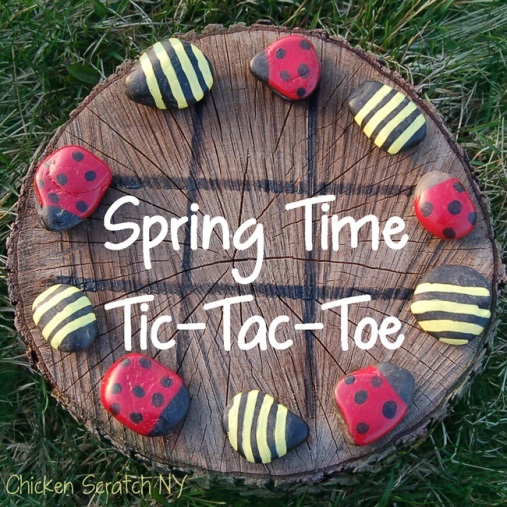 Spring Time
Tic-Tac-Toe
Chicken Scratch NY